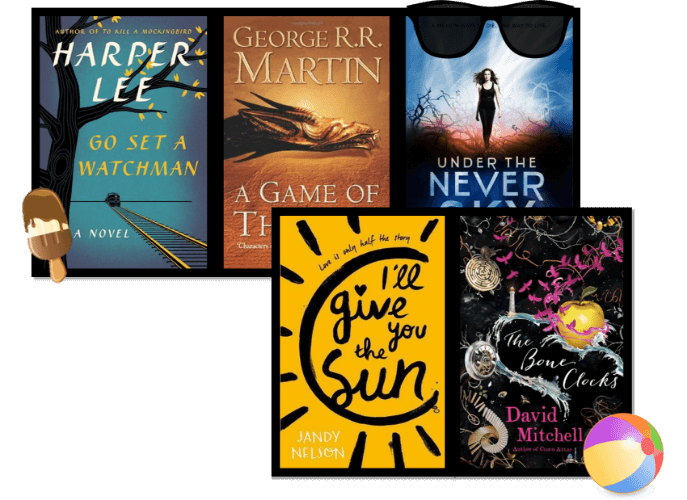 AUTHOR OF TO KILL A MOCKINGBIRD
HARPER
LEE
GO SET A
WATCHMAN
A NOVEL
GEORGE R.R.
MARTIN
A GAME OF
'Characters
UNDER THE
NEVER
SKY
Love is only half the story
I'll
give
you
the
Sun
JANDY
NELSON
The
Bone
Clocks
David
Mitchell
Author of Cloud Atlas